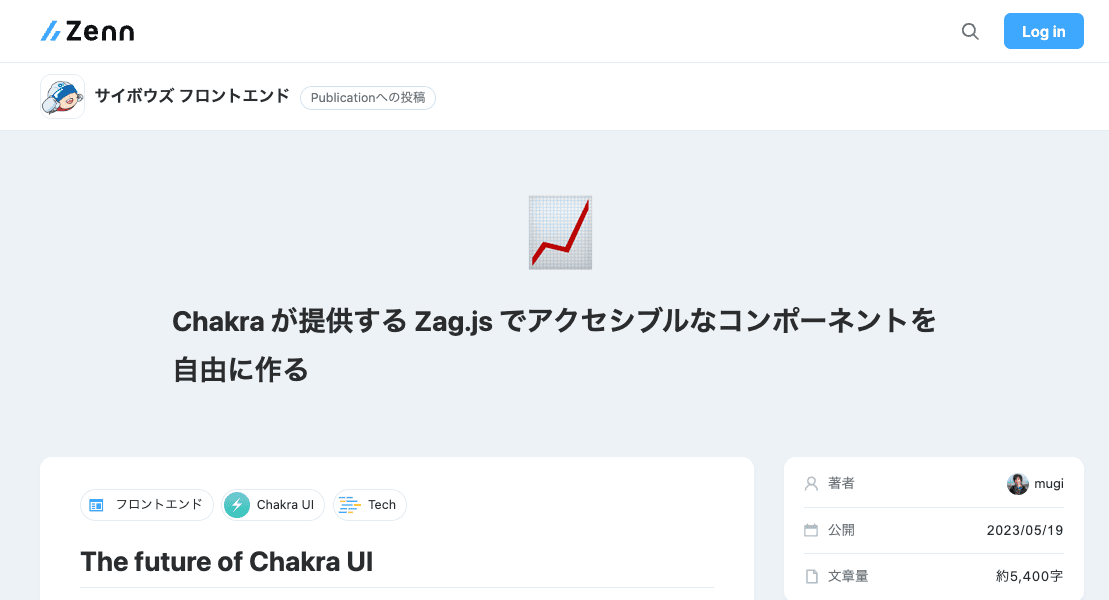 Zenn
Log in
サイボウズ フロントエンド
Publicationへの投稿
Chakra が提供する Zag.js でアクセシブルなコンポーネントを
自由に作る
フロントエンド
Chakra UI
Tech
The future of Chakra UI
著者
mugi
公開
2023/05/19
文章量
約5,400字